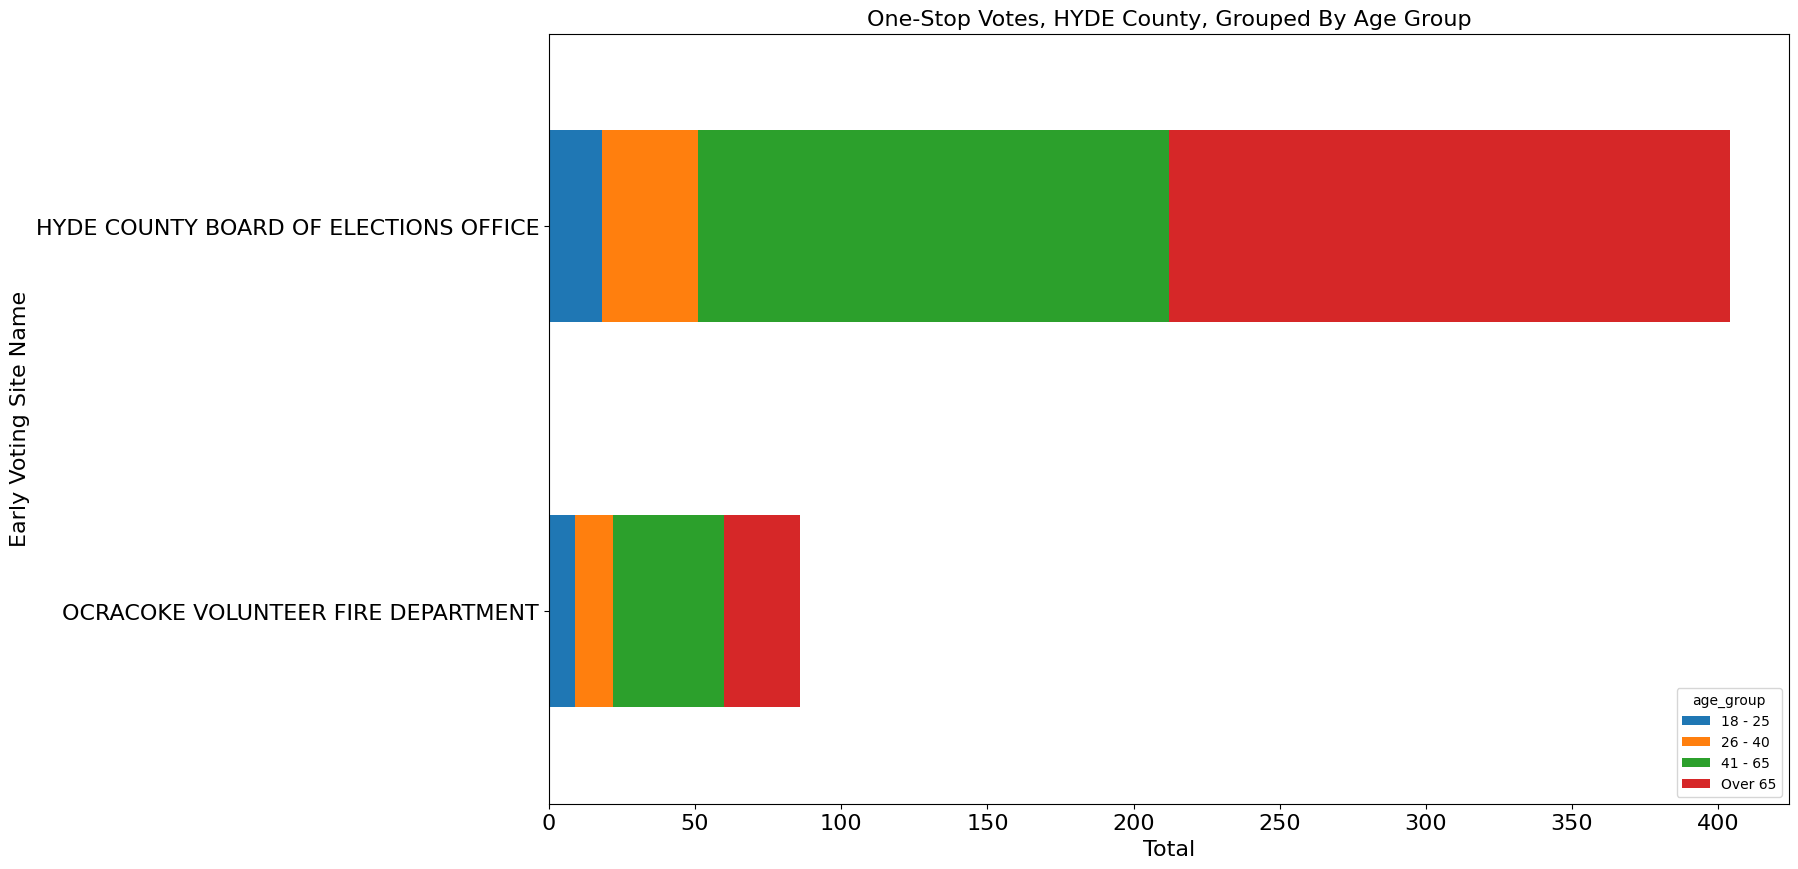 One-Stop Votes, HYDE County, Grouped By Age Group
Early Voting Site Name
HYDE COUNTY BOARD OF ELECTIONS OFFICE
OCRACOKE VOLUNTEER FIRE DEPARTMENT
age_group
18 - 25
26 - 40
41 - 65
Over 65
0 50 100 150 200 250 300 350 400
Total